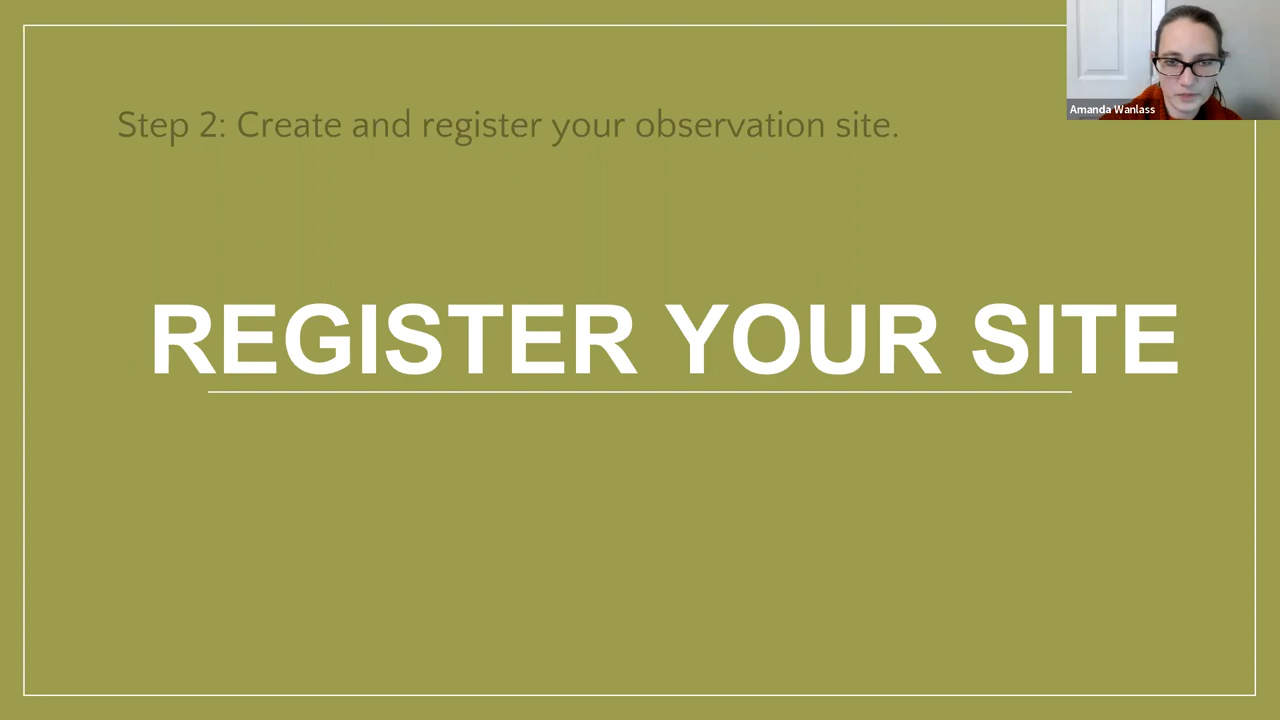 Step 2: Create and register your observation site.
Amanda Wanlass
REGISTER YOUR SITE